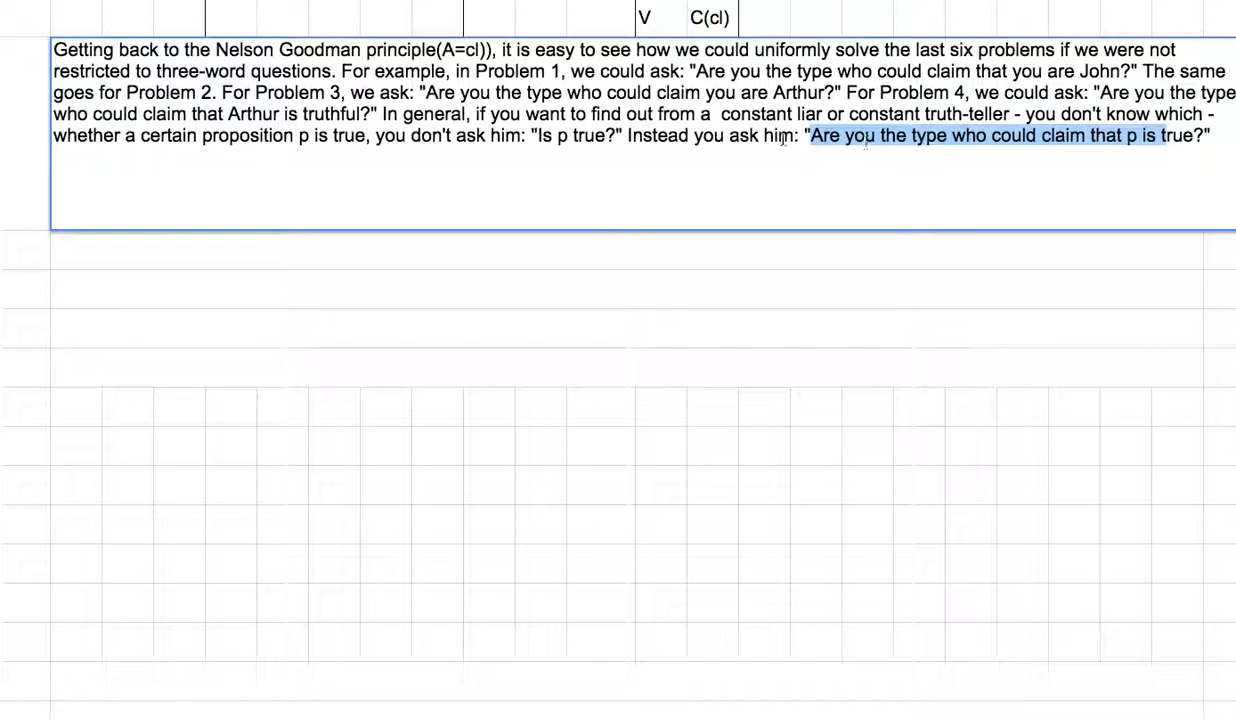 V C(cl)
Getting back to the Nelson Goodman principle(A=cl)), it is easy to see how we could uniformly solve the last six problems if we were not
restricted to three-word questions. For example, in Problem 1, we could ask: "Are you the type who could claim that you are John?" The same
goes for Problem 2. For Problem 3, we ask: "Are you the type who could claim you are Arthur?" For Problem 4, we could ask: "Are you the type
who could claim that Arthur is truthful?" In general, if you want to find out from a constant liar or constant truth-teller - you don't know which -
whether a certain proposition p is true, you don't ask him: "Is p true?" Instead you ask him: "Are you the type who could claim that p is true?"